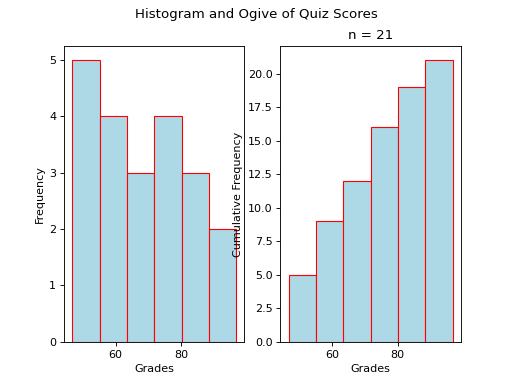 Histogram and Ogive of Quiz Scores
n = 21
5
4
3
2
1
0
Frequency
60 80
Grades
20.0
17.5
15.0
12.5
10.0
7.5
5.0
2.5
0.0
Cumulative Frequency
60 80
Grades